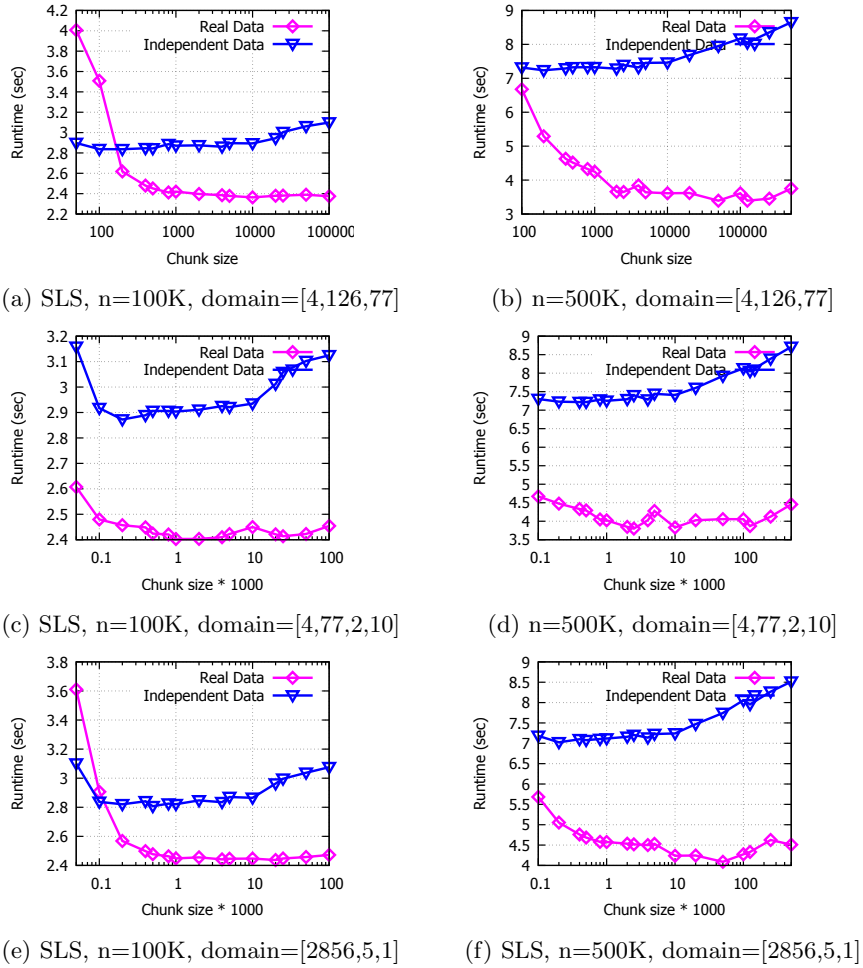 4.2
4
3.8
3.6
3.4
3.2
3
2.8
2.6
2.4
2.2
Runtime (sec)
Real Data
Independent Data
100
1000
10000
100000
Chunk size
(a) SLS, n=100K, domain=[4,126,77]
9
8
7
6
5
4
3
Runtime (sec)
Real Data
Independent Data
100
1000
10000
100000
Chunk size
(b) n=500K, domain=[4,126,77]
3.2
3.1
3
2.9
2.8
2.7
2.6
2.5
2.4
Runtime (sec)
Real Data
Independent Data
0.1
1
10
100
Chunk size * 1000
(c) SLS, n=100K, domain=[4,77,2,10]
9
8.5
8
7.5
7
6.5
6
5.5
5
4.5
4
3.5
Runtime (sec)
Real Data
Independent Data
0.1
1
10
100
Chunk size * 1000
(d) n=500K, domain=[4,77,2,10]
3.8
3.6
3.4
3.2
3
2.8
2.6
2.4
Runtime (sec)
Real Data
Independent Data
0.1
1
10
100
Chunk size * 1000
(e) SLS, n=100K, domain=[2856,5,1]
9
8.5
8
7.5
7
6.5
6
5.5
5
4.5
4
Runtime (sec)
Real Data
Independent Data
0.1
1
10
100
Chunk size * 1000
(f) SLS, n=500K, domain=[2856,5,1]